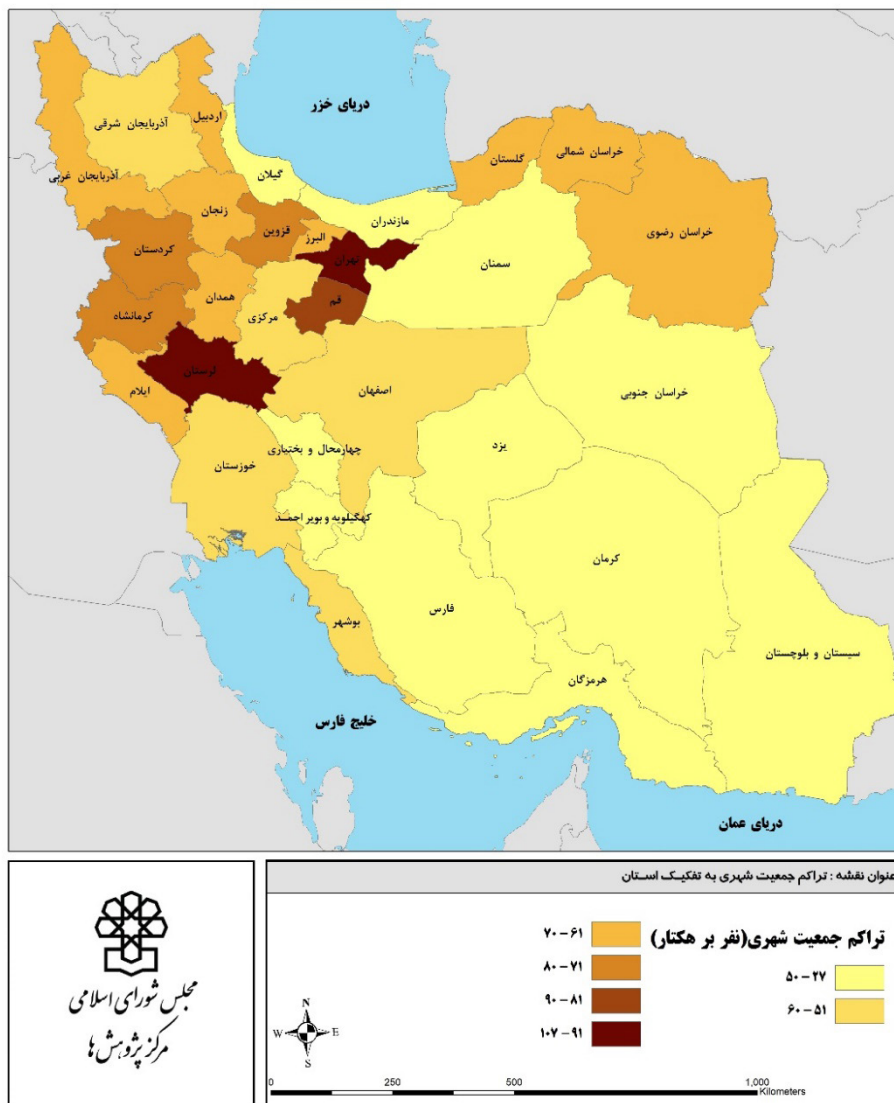 دریای خزر
اردبیل
آذربایجان شرقی
آذربایجان غربی
گیلان
گلستان
خراسان شمالی
زنجان
مازندران
خراسان رضوی
قزوین
البرز
کردستان
تهران
سمنان
همدان
قم
کرمانشاه
مرکزی
لرستان
ایلام
اصفهان
خراسان جنوبی
چهارمحال و بختیاری
یزد
خوزستان
کهگیلویه و بویر احمـد
کرمان
فارس
بوشهر
سیستان و بلوچستان
هرمزگان
خلیج فارس
دریای عمان
عنوان نقشه : تراکم جمعیت شهری به تفکیـک اسـتان
تراکم جمعیت شهری(نفر بر هکتار)
۵۰-۲۷
۶۰-۵۱
۷۰-۶۱
۸۰-۷۱
۹۰-۸۱
۱۰۷-۹۱
N
W
E
S
0
250
500
1,000
Kilometers
مجلس شورای اسلامی
مرکز پژوهش ها